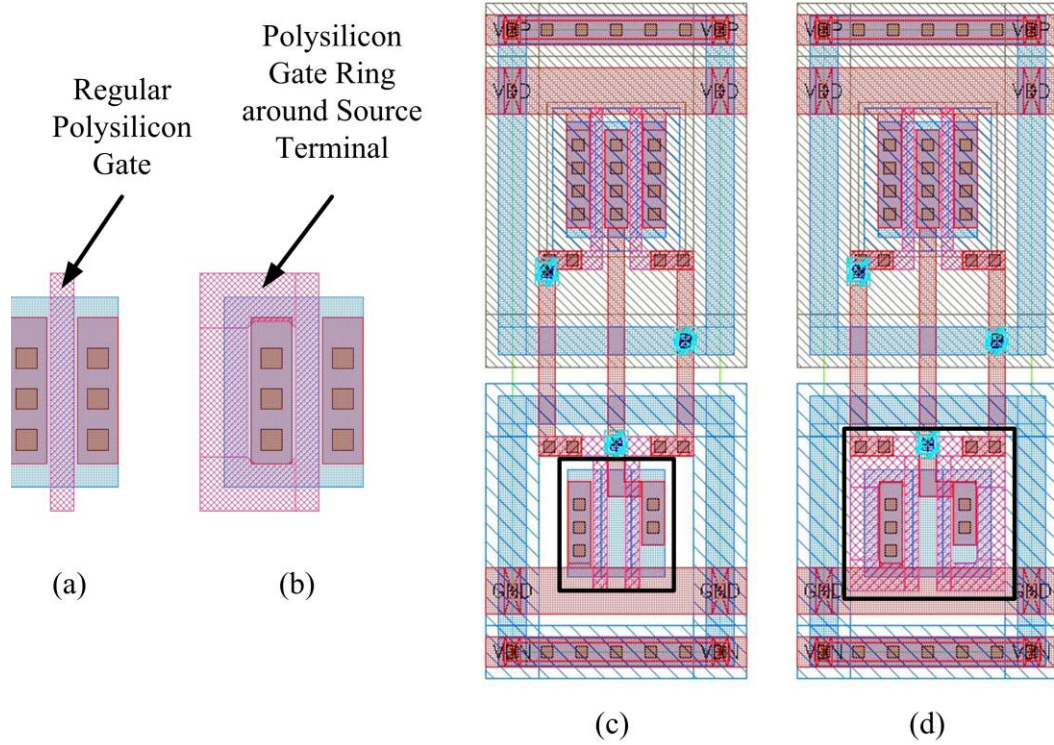 Regular
Polysilicon
Gate
Polysilicon
Gate Ring
around Source
Terminal
(a)
(b)
VDD
VDD
GND
GND
(c)
VDD
VDD
GND
GND
(d)